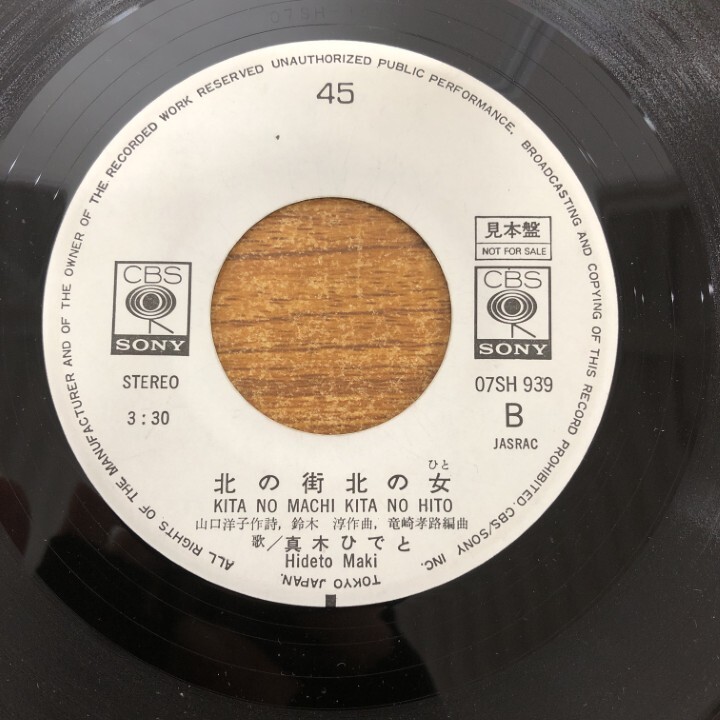 ALL RIGHTS OF THE MANUFACTURER AND OF THE OWNER OF THE RECORDED WORK RESERVED UNAUTHORIZED PUBLIC PERFORMANCE, BROADCASTING AND COPYING OF THIS RECORD PROHIBITED. CBS/SONY INC. TOKYO JAPAN.
45
見本盤
NOT FOR SALE
CBS
SONY
CBS
SONY
STEREO
07SH 939
3:30
B
JASRAC
ひと
北の街北の女
KITA NO MACHI KITA NO HITO
山口洋子作詩, 鈴木 淳作曲, 竜崎孝路編曲
歌/真木ひでと
Hideto Maki